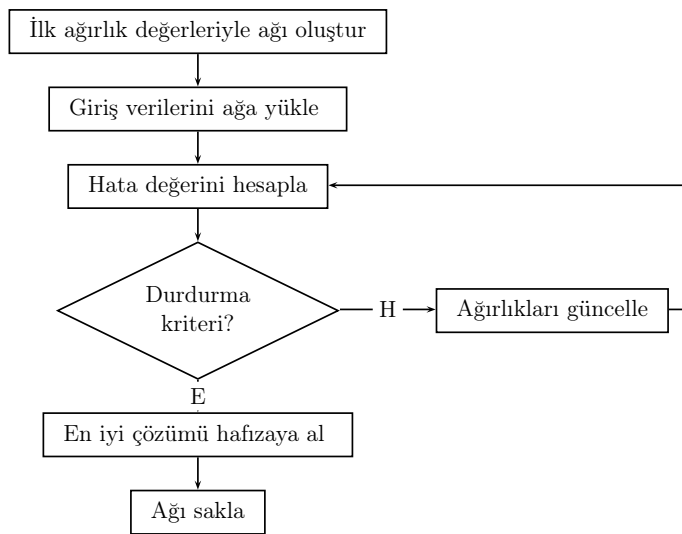 İlk ağırlık değerleriyle ağı oluştur
Giriş verilerini ağa yükle
Hata değerini hesapla
Durdurma
kriteri?
H
Ağırlıkları güncelle
E
En iyi çözümü hafızaya al
Ağı sakla